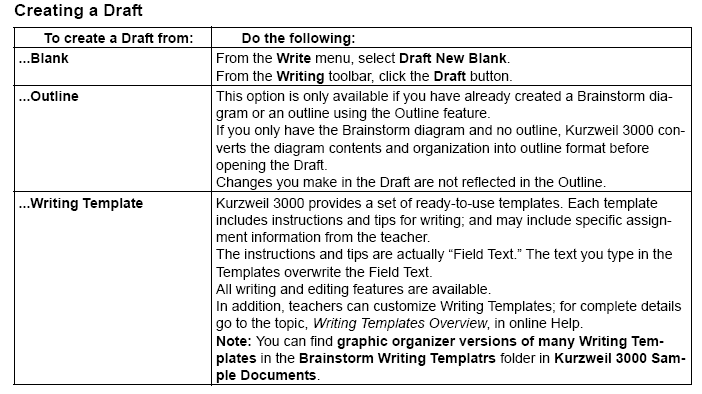 Creating a Draft
To create a Draft from: Do the following:
...Blank From the Write menu, select Draft New Blank.
From the Writing toolbar, click the Draft button.
...Outline This option is only available if you have already created a Brainstorm dia-
gram or an outline using the Outline feature.
If you only have the Brainstorm diagram and no outline, Kurzweil 3000 con-
verts the diagram contents and organization into outline format before
opening the Draft.
Changes you make in the Draft are not reflected in the Outline.
...Writing Template Kurzweil 3000 provides a set of ready-to-use templates. Each template
includes instructions and tips for writing; and may include specific assign-
ment information from the teacher.
The instructions and tips are actually “Field Text.” The text you type in the
Templates overwrite the Field Text.
All writing and editing features are available.
In addition, teachers can customize Writing Templates; for complete details
go to the topic, Writing Templates Overview, in online Help.
Note: You can find graphic organizer versions of many Writing Tem-
plates in the Brainstorm Writing Templatrs folder in Kurzweil 3000 Sam-
ple Documents.